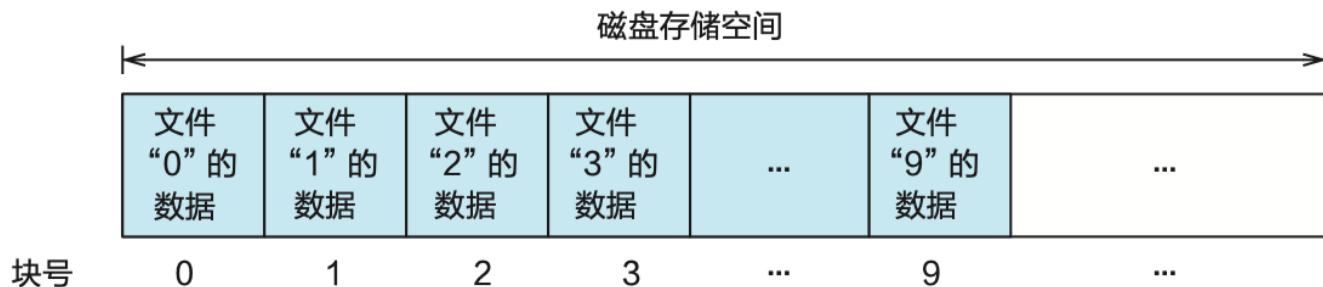 磁盘存储空间
文件 文件 文件 文件 文件
“0” 的 “1” 的 “2” 的 “3” 的 ... “9” 的 ...
数据 数据 数据 数据 数据
块号 0 1 2 3 ... 9 ...